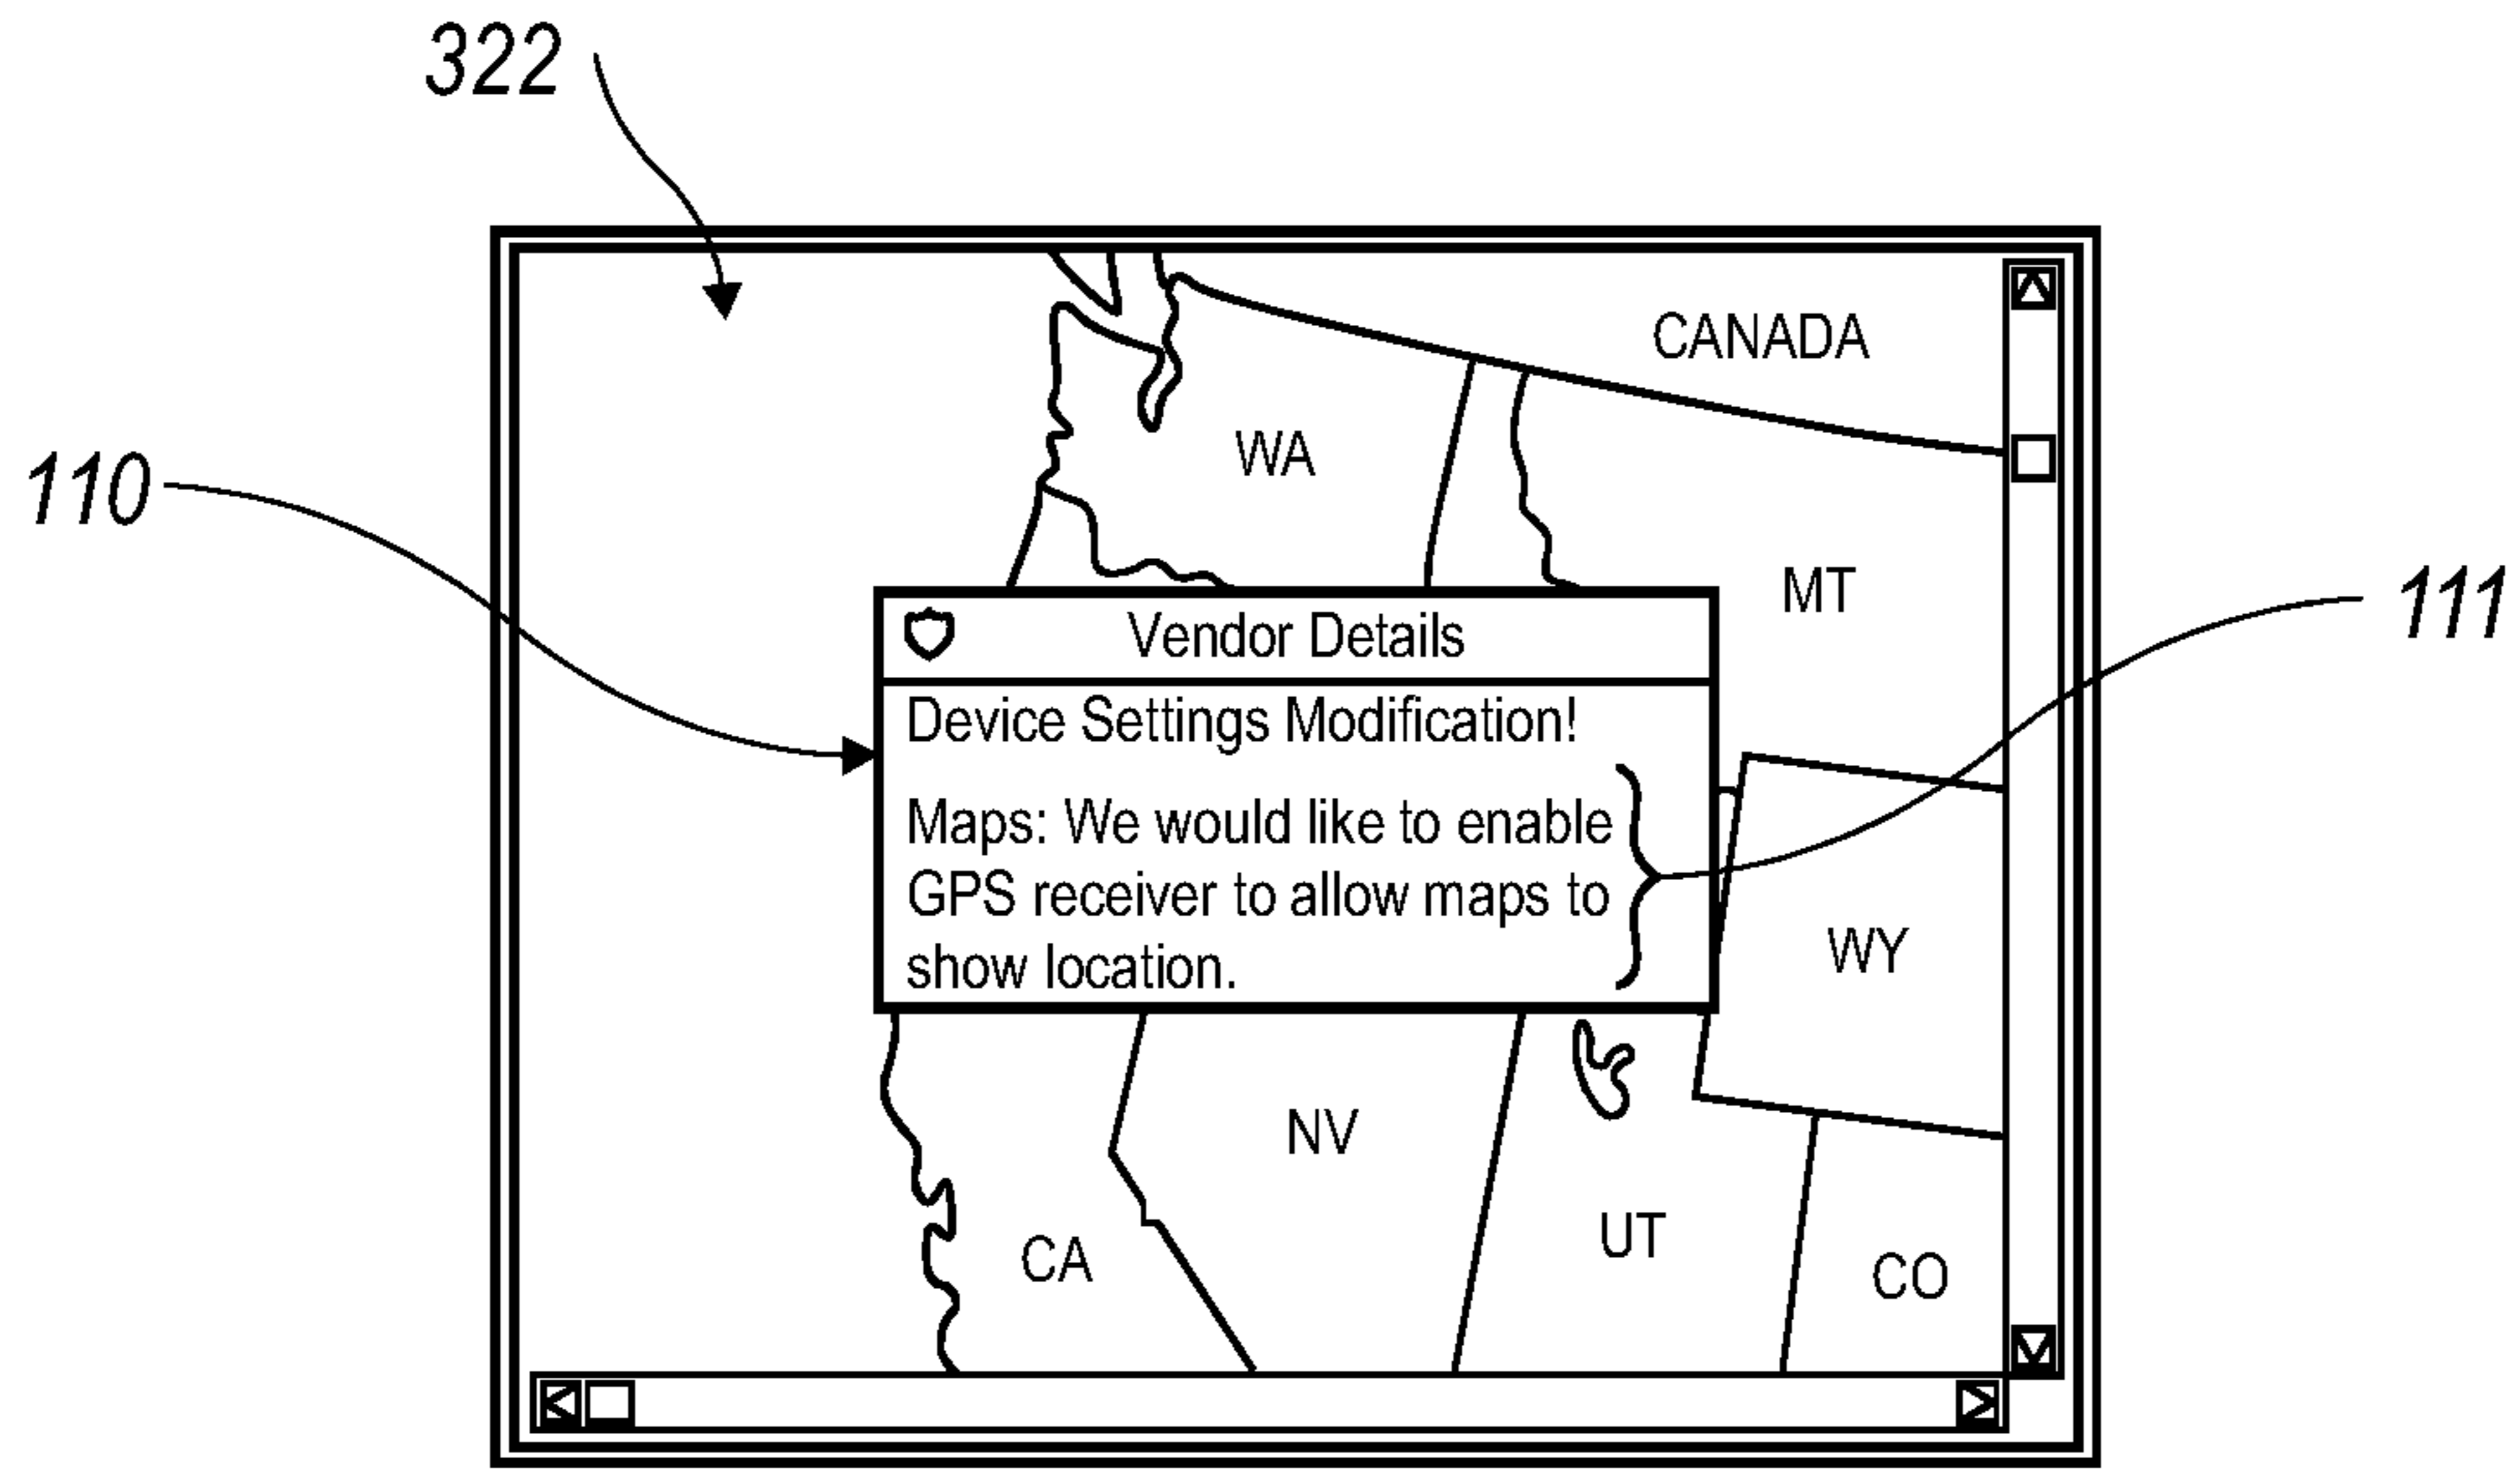 322
CANADA
WA
110
MT
111
Vendor Details
Device Settings Modification!
Maps: We would like to enable
GPS receiver to allow maps to
show location.
WY
NV
UT
CA
CO